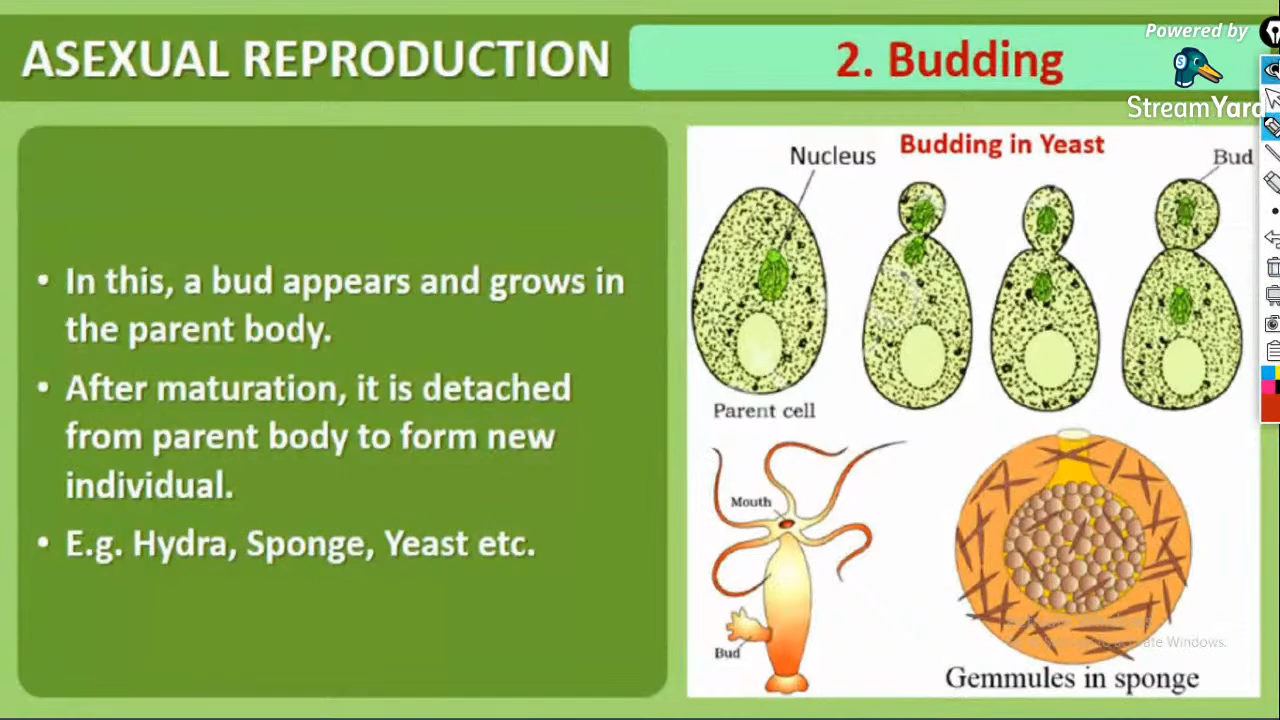 ASEXUAL REPRODUCTION
2. Budding
Powered by
StreamYard
• In this, a bud appears and grows in
the parent body.
• After maturation, it is detached
from parent body to form new
individual.
• E.g. Hydra, Sponge, Yeast etc.
Budding in Yeast
Nucleus
Bud
Parent cell
Mouth
Bud
Gemmules in sponge
Windows.